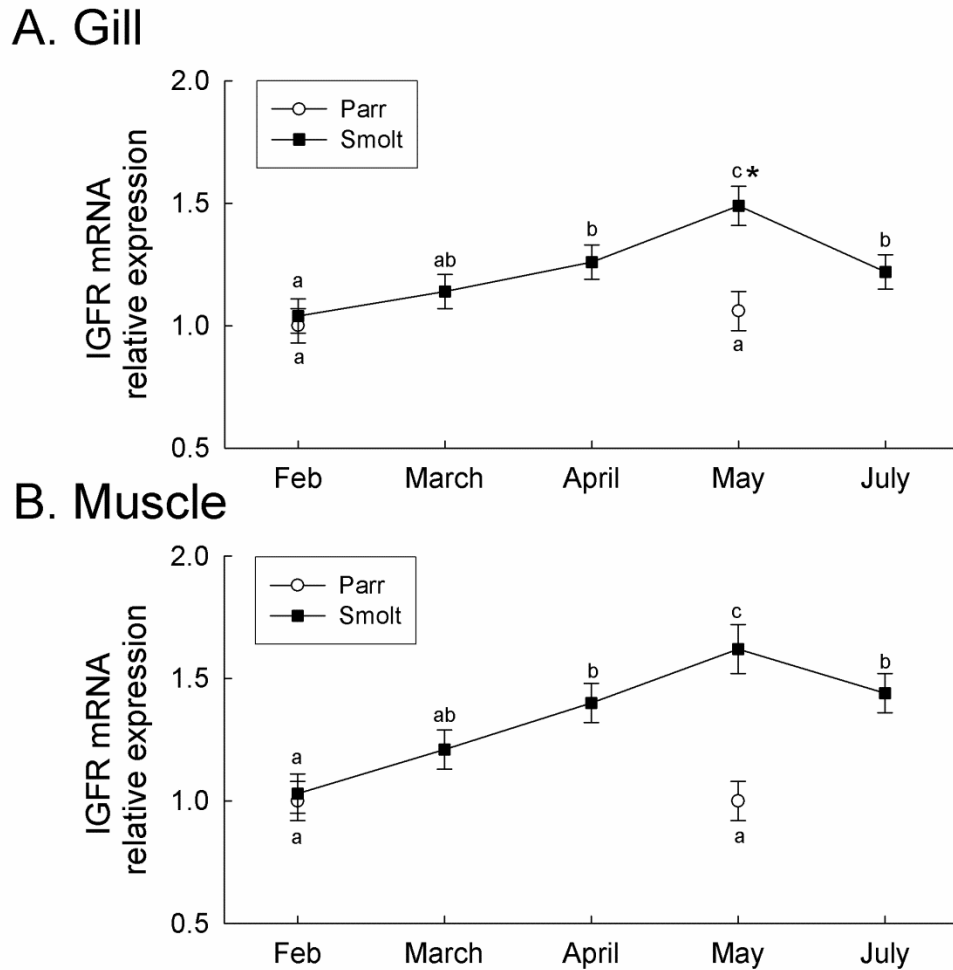 A. Gill
2.0
Parr
Smolt
c*
1.5
b
b
ab
a
1.0
a
a
0.5
IGFR mRNA
relative expression
Feb March April May July
B. Muscle
2.0
Parr
Smolt
c
b
b
1.5
ab
a
1.0
a
a
0.5
IGFR mRNA
relative expression
Feb March April May July